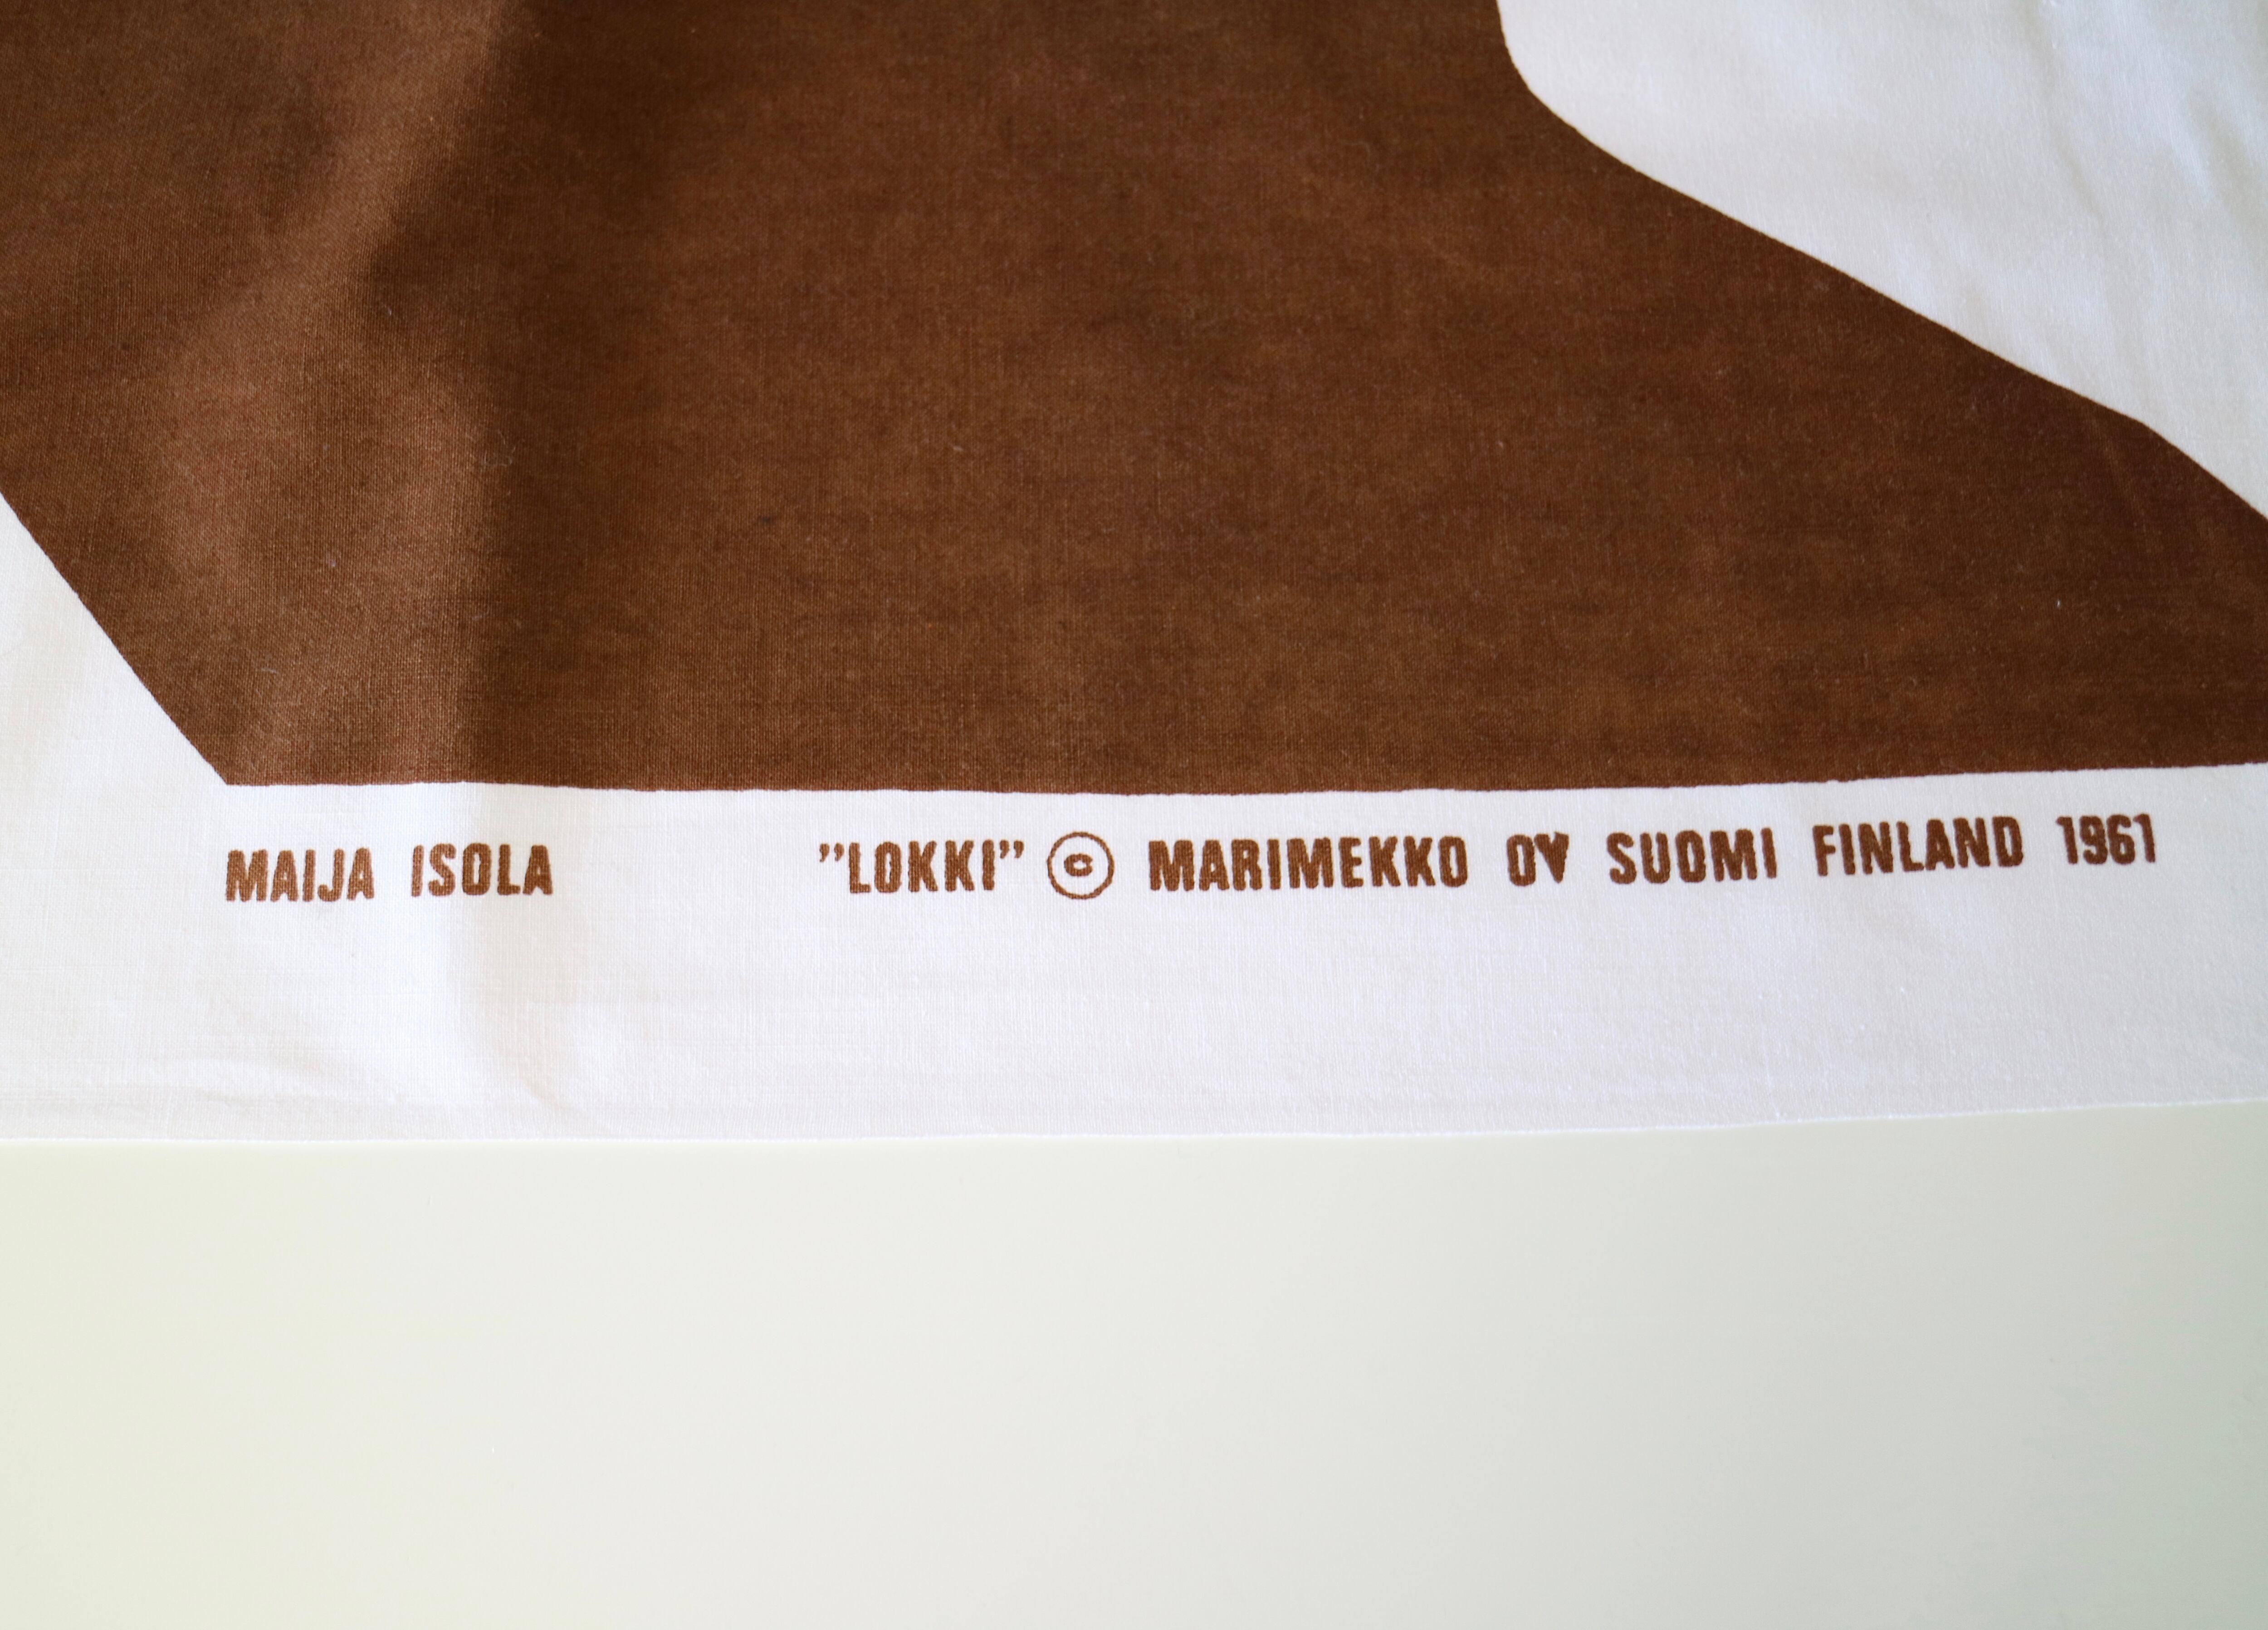 MAIJA ISOLA ”LOKKI” © MARIMEKKO OY SUOMI FINLAND 1961